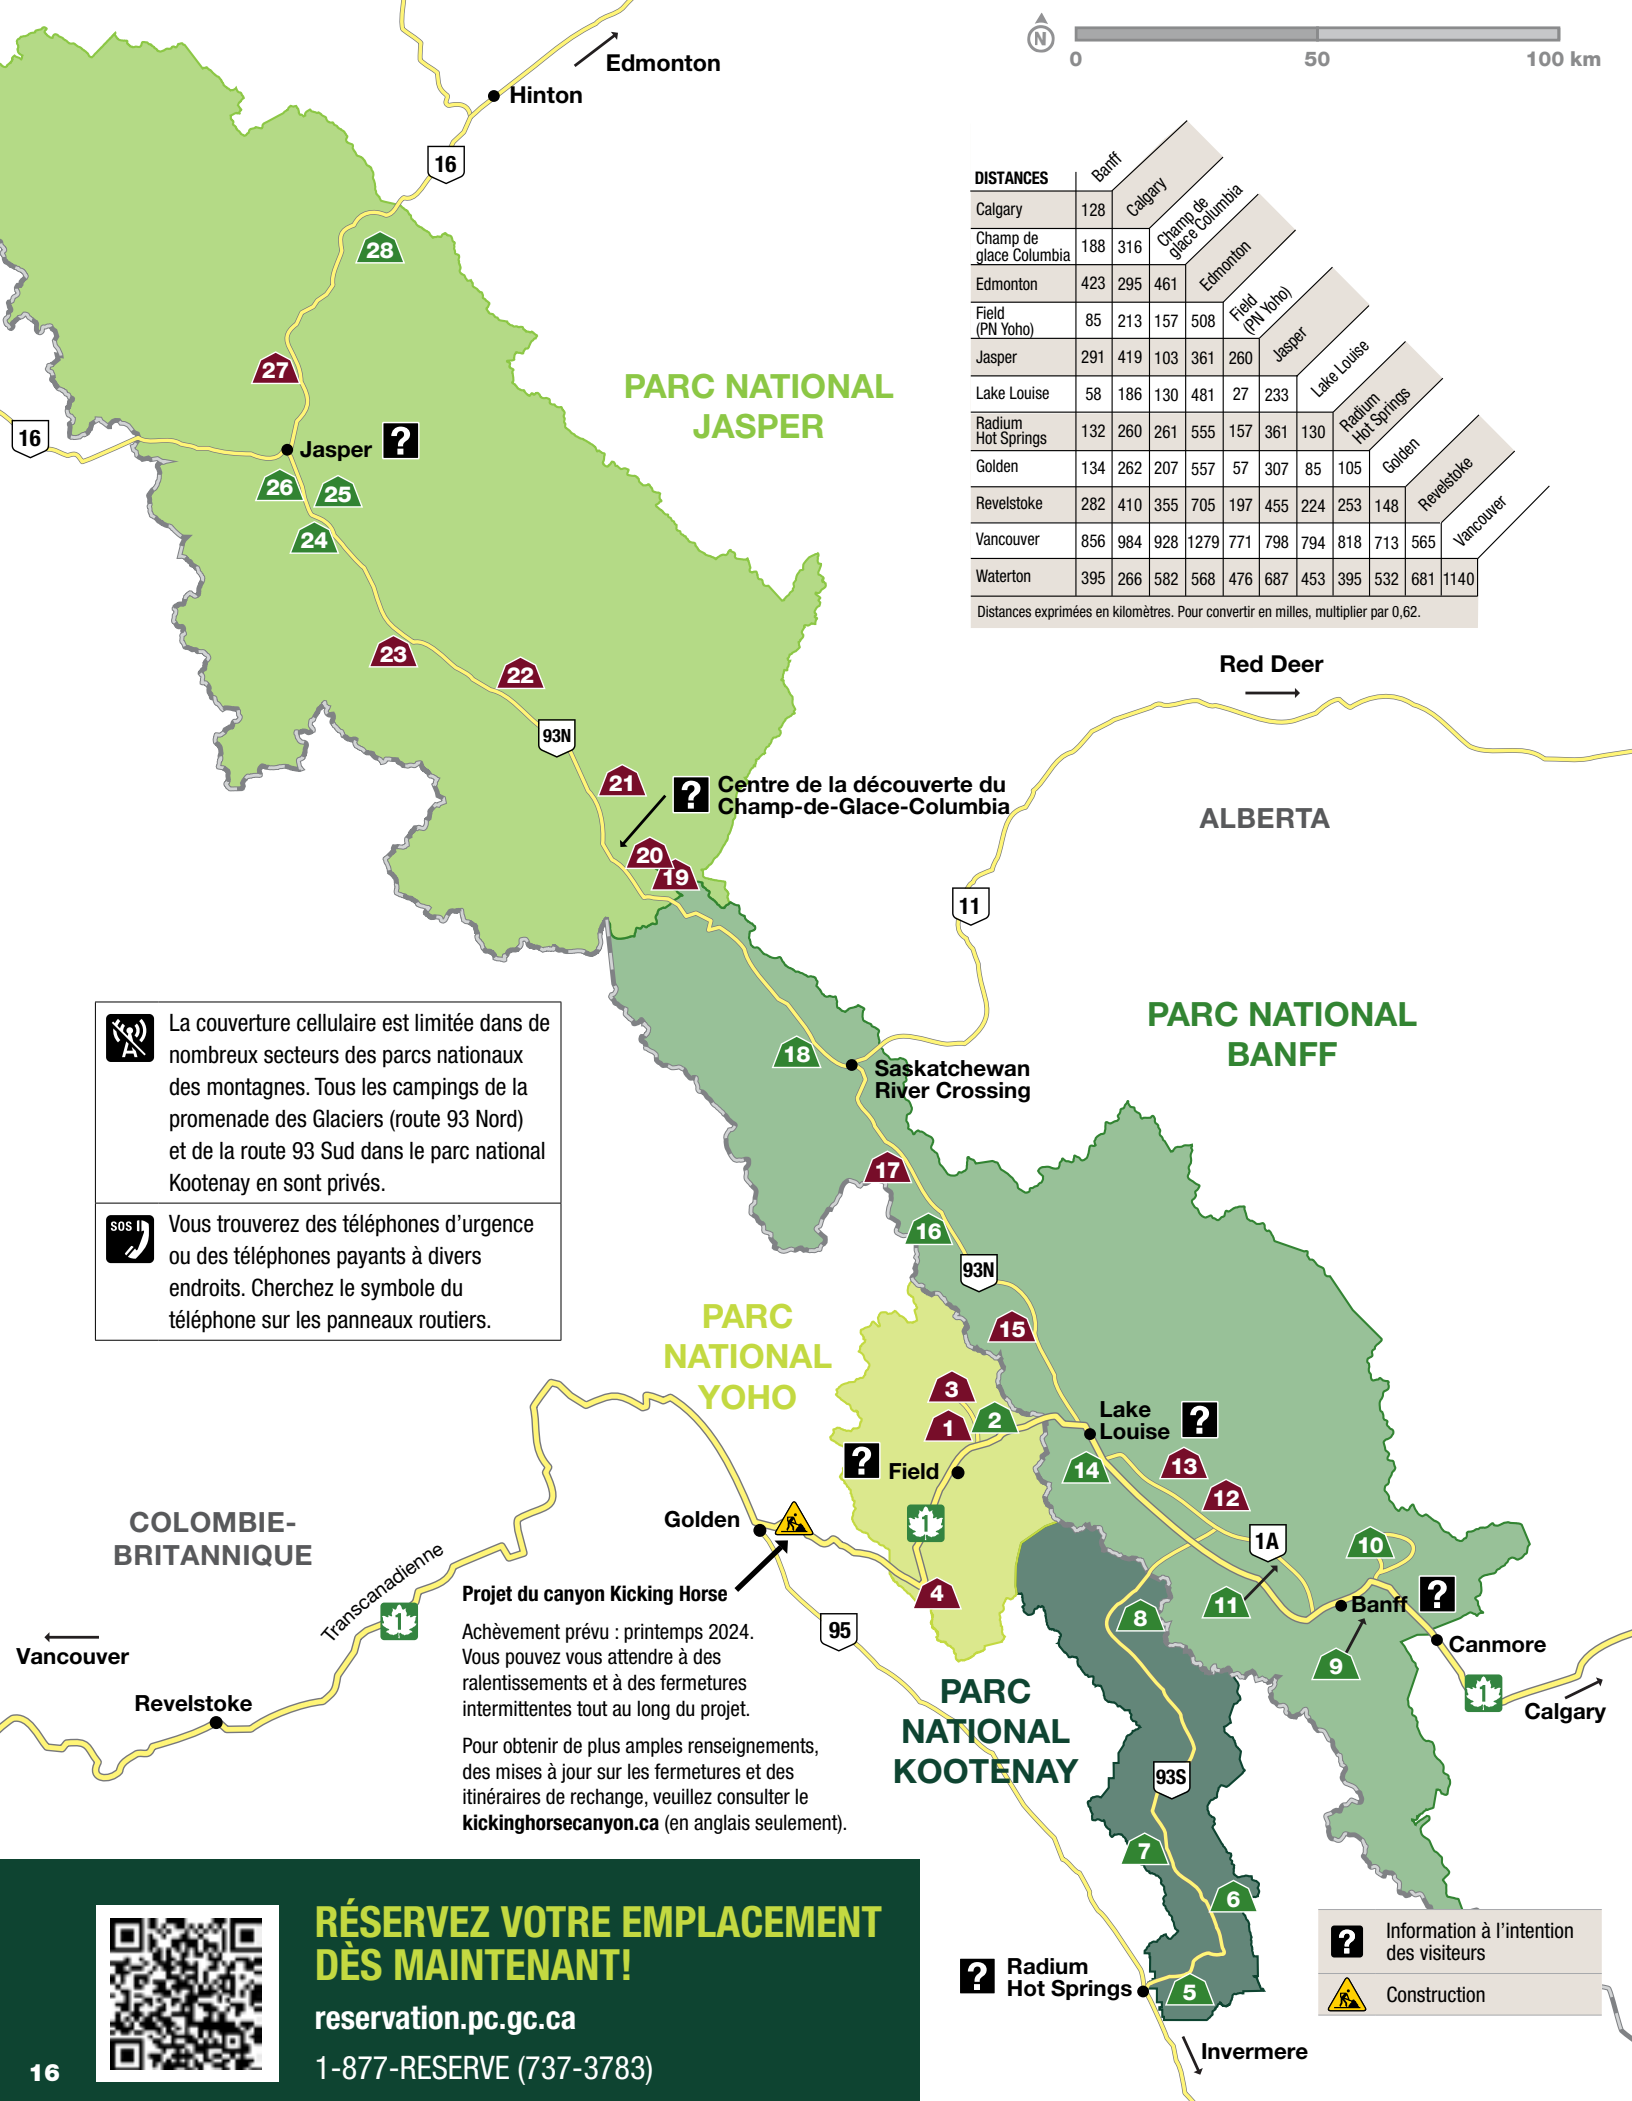 Edmonton
Hinton
16
N
0 50 100 km
DISTANCES
Banff
Calgary
Champ de
glace Columbia
Edmonton
Field
(PN Yoho)
Jasper
Lake Louise
Radium
Hot Springs
Golden
Revelstoke
Vancouver
Calgary 128
Champ de
glace Columbia 188 316
Edmonton 423 295 461
Field
(PN Yoho) 85 213 157 508
Jasper 291 419 103 361 260
Lake Louise 58 186 130 481 27 233
Radium
Hot Springs 132 260 261 555 157 361 130
Golden 134 262 207 557 57 307 85 105
Revelstoke 282 410 355 705 197 455 224 253 148
Vancouver 856 984 928 1279 771 798 794 818 713 565
Waterton 395 266 582 568 476 687 453 395 532 681 1140
Distances exprimées en kilomètres. Pour convertir en milles, multiplier par 0,62.
28
27
PARC NATIONAL
JASPER
16
Jasper ?
26
25
24
23
22
93N
21
? Centre de la découverte du
Champ-de-Glace-Columbia
20
19
Red Deer
ALBERTA
11
PARC NATIONAL
BANFF
La couverture cellulaire est limitée dans de
nombreux secteurs des parcs nationaux
des montagnes. Tous les campings de la
promenade des Glaciers (route 93 Nord)
et de la route 93 Sud dans le parc national
Kootenay en sont privés.
SOS
Vous trouverez des téléphones d'urgence
ou des téléphones payants à divers
endroits. Cherchez le symbole du
téléphone sur les panneaux routiers.
18
Saskatchewan
River Crossing
17
16
93N
15
PARC
NATIONAL
YOHO
3
1
2
? Field
1
4
Lake
Louise ?
14
13
12
1A
10
11
Banff ?
9
Canmore
1
Calgary
COLOMBIE-
BRITANNIQUE
Transcanadienne
1
Vancouver
Revelstoke
Golden
Projet du canyon Kicking Horse
Achèvement prévu : printemps 2024.
Vous pouvez vous attendre à des
ralentissements et à des fermetures
intermittentes tout au long du projet.
Pour obtenir de plus amples renseignements,
des mises à jour sur les fermetures et des
itinéraires de rechange, veuillez consulter le
kickinghorsecanyon.ca (en anglais seulement).
95
8
PARC
NATIONAL
KOOTENAY
93S
7
6
5
? Radium
Hot Springs
Invermere
? Information à l'intention
des visiteurs
Construction
RÉSERVEZ VOTRE EMPLACEMENT
DÈS MAINTENANT!
reservation.pc.gc.ca
1-877-RESERVE (737-3783)
16